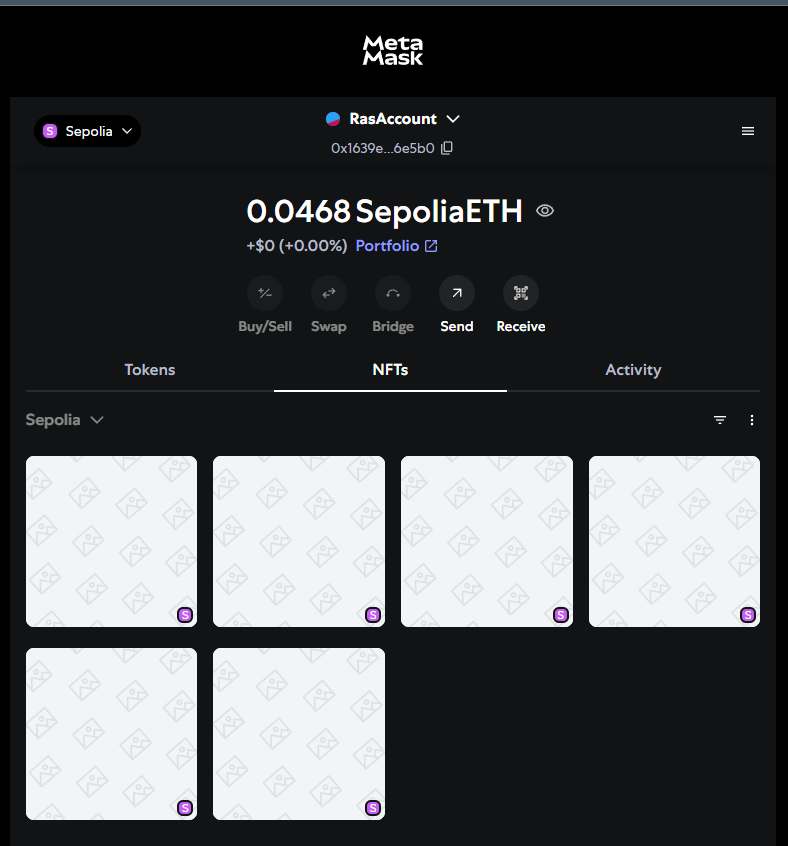 Meta
Mask
S Sepolia
RasAccount
0x1639e...6e5b0
0.0468 SepoliaETH
+$0 (+0.00%) Portfolio
Buy/Sell Swap Bridge Send Receive
Tokens NFTs Activity
Sepolia
S S S S
S S